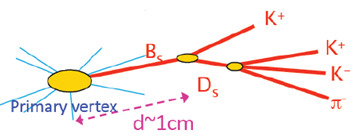 K⁺
Bₛ
K⁺
K⁻
Dₛ
π⁻
Primary vertex
d~1cm